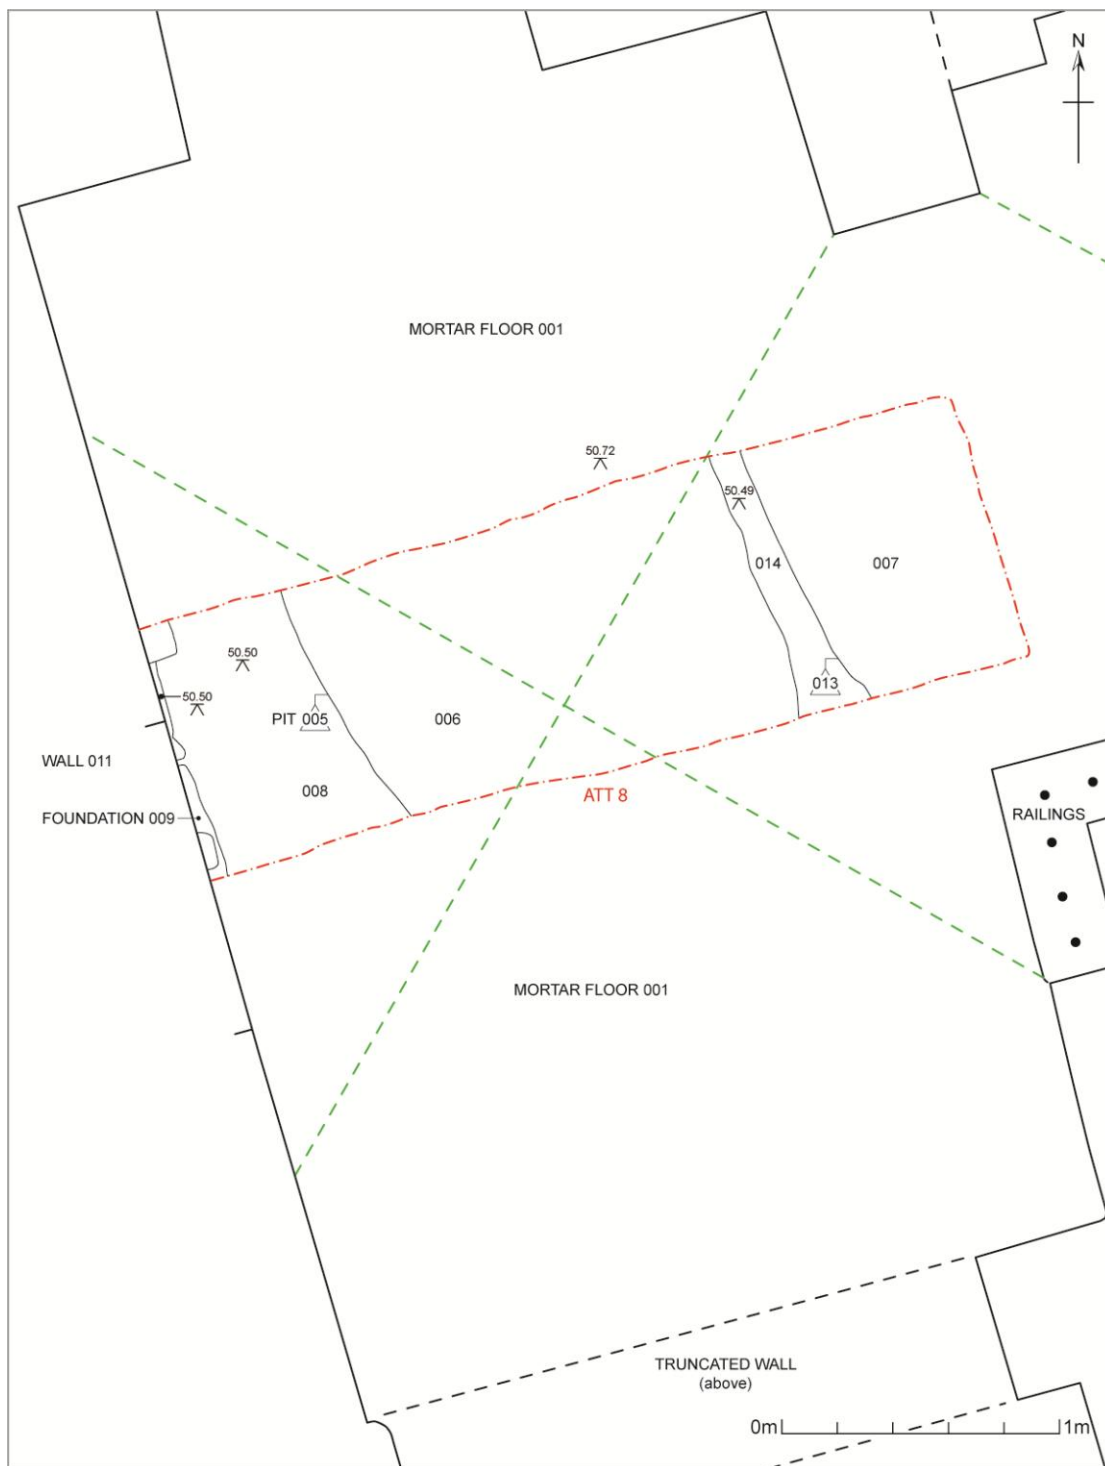 N
MORTAR FLOOR 001
50.72
50.49
014
007
50.50
50.50
013
PIT 005
006
WALL 011
008
ATT 8
FOUNDATION 009
RAILINGS
MORTAR FLOOR 001
TRUNCATED WALL
(above)
0m
1m